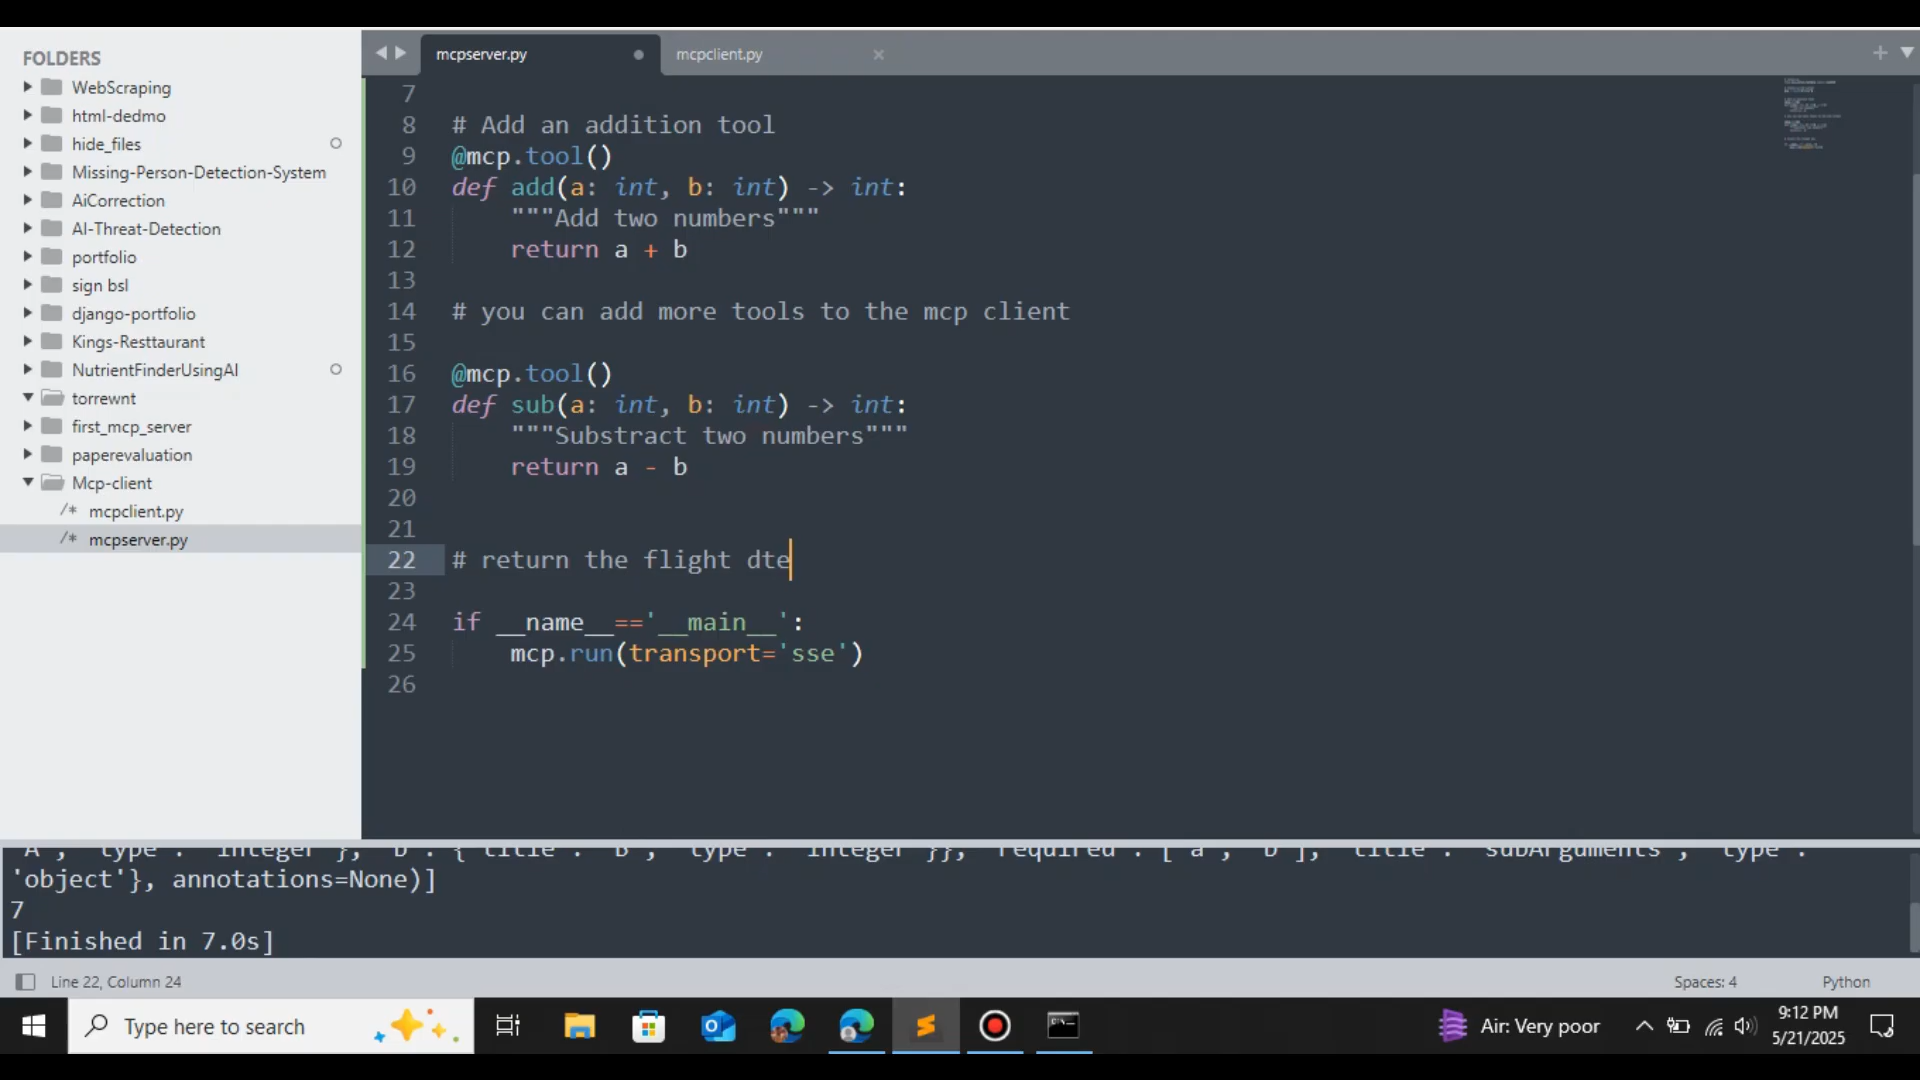 FOLDERS
WebScraping
html-dedmo
hide_files
Missing-Person-Detection-System
AiCorrection
AI-Threat-Detection
portfolio
sign bsl
django-portfolio
Kings-Resttaurant
NutrientFinderUsingAI
torrewnt
first_mcp_server
paperevaluation
Mcp-client
/* mcpclient.py
/* mcpserver.py
mcpserver.py mcpclient.py
7
8 # Add an addition tool
9 @mcp.tool()
10 def add(a: int, b: int) -> int:
11 """Add two numbers"""
12 return a + b
13
14 # you can add more tools to the mcp client
15
16 @mcp.tool()
17 def sub(a: int, b: int) -> int:
18 """Substract two numbers"""
19 return a - b
20
21
22 # return the flight dte
23
24 if __name__=='__main__':
25 mcp.run(transport='sse')
26
'object'}, annotations=None)]
7
[Finished in 7.0s]
Line 22, Column 24 Spaces: 4 Python
Type here to search Air: Very poor 9:12 PM
5/21/2025